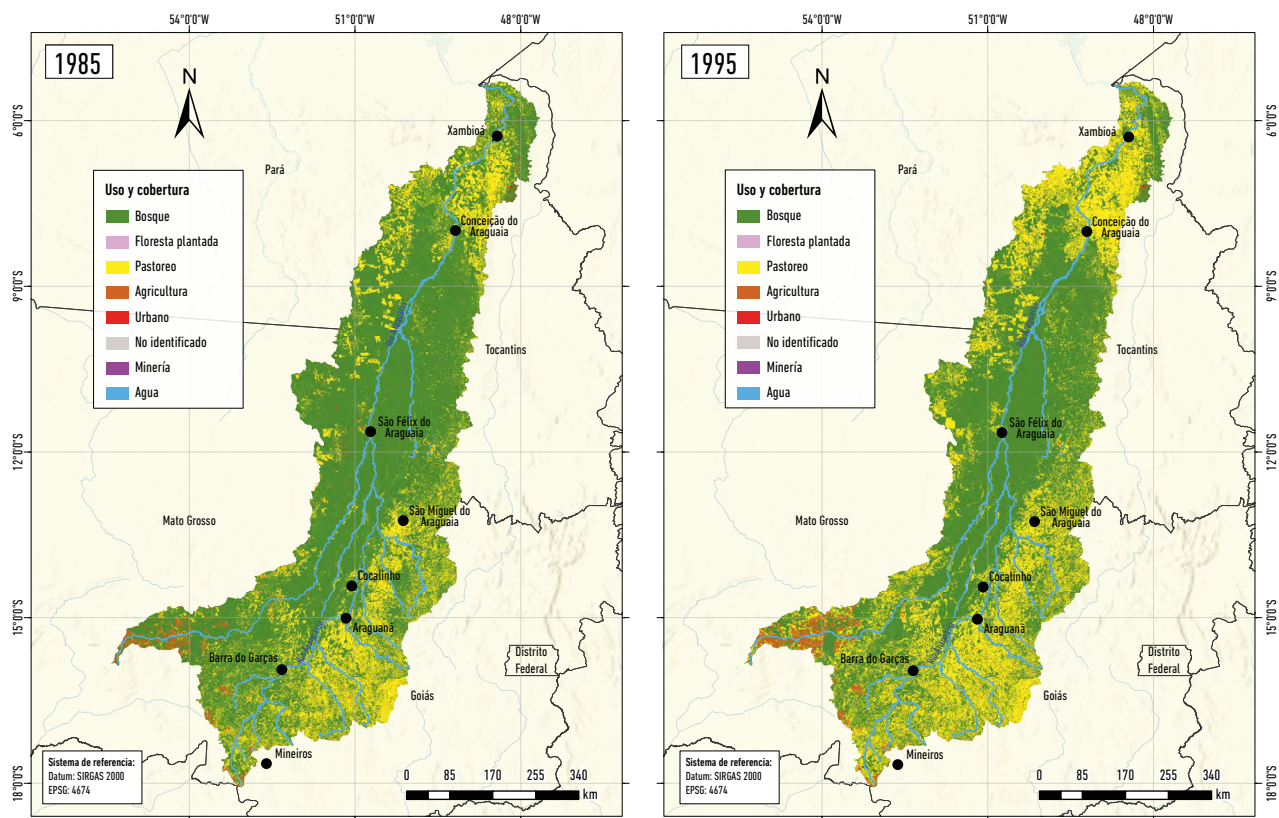 54°0'0"W
51°0'0"W
48°0'0"W
1985
N
Xambioá
6°0'0"S
Pará
Uso y cobertura
Bosque
Floresta plantada
Pastoreo
Agricultura
Urbano
No identificado
Minería
Agua
Conceição do
Araguaia
9°0'0"S
Tocantins
São Félix do
Araguaia
12°0'0"S
São Miguel do
Araguaia
Mato Grosso
Cocalinho
15°0'0"S
Araguanã
Barra do Garças
Distrito
Federal
Goiás
Mineiros
Sistema de referencia:
Datum: SIRGAS 2000
EPSG: 4674
18°0'0"S
0 85 170 255 340
km
54°0'0"W
51°0'0"W
48°0'0"W
1995
N
Xambioá
6°0'0"S
Pará
Uso y cobertura
Bosque
Floresta plantada
Pastoreo
Agricultura
Urbano
No identificado
Minería
Agua
Conceição do
Araguaia
9°0'0"S
Tocantins
São Félix do
Araguaia
12°0'0"S
São Miguel do
Araguaia
Mato Grosso
Cocalinho
15°0'0"S
Araguanã
Barra do Garças
Distrito
Federal
Goiás
Mineiros
Sistema de referencia:
Datum: SIRGAS 2000
EPSG: 4674
18°0'0"S
0 85 170 255 340
km